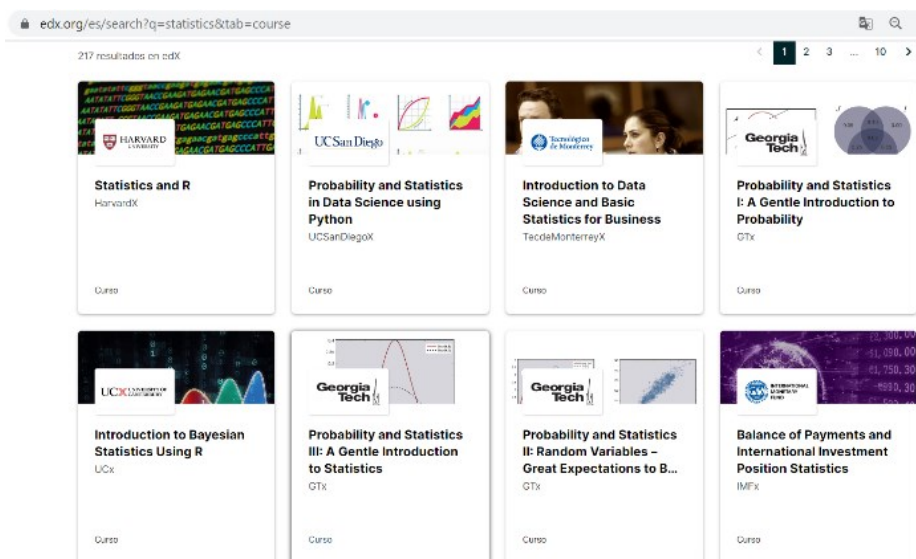 edx.org/es/search?q=statistics&tab=course
217 resultados en edX
1 2 3 ... 10
HARVARD
UNIVERSITY
Statistics and R
HarvardX
Curso
UC San Diego
Probability and Statistics
in Data Science using
Python
UCSanDiegoX
Curso
Tecnológico
de Monterrey
Introduction to Data
Science and Basic
Statistics for Business
TecdeMonterreyX
Curso
Georgia
Tech
Probability and Statistics
I: A Gentle Introduction to
Probability
GTx
Curso
UCX UNIVERSITY OF
CANTERBURY
Introduction to Bayesian
Statistics Using R
UCx
Curso
Georgia
Tech
Probability and Statistics
III: A Gentle Introduction
to Statistics
GTx
Curso
Georgia
Tech
Probability and Statistics
II: Random Variables –
Great Expectations to B...
GTx
Curso
INTERNATIONAL
MONETARY
FUND
Balance of Payments and
International Investment
Position Statistics
IMFx
Curso